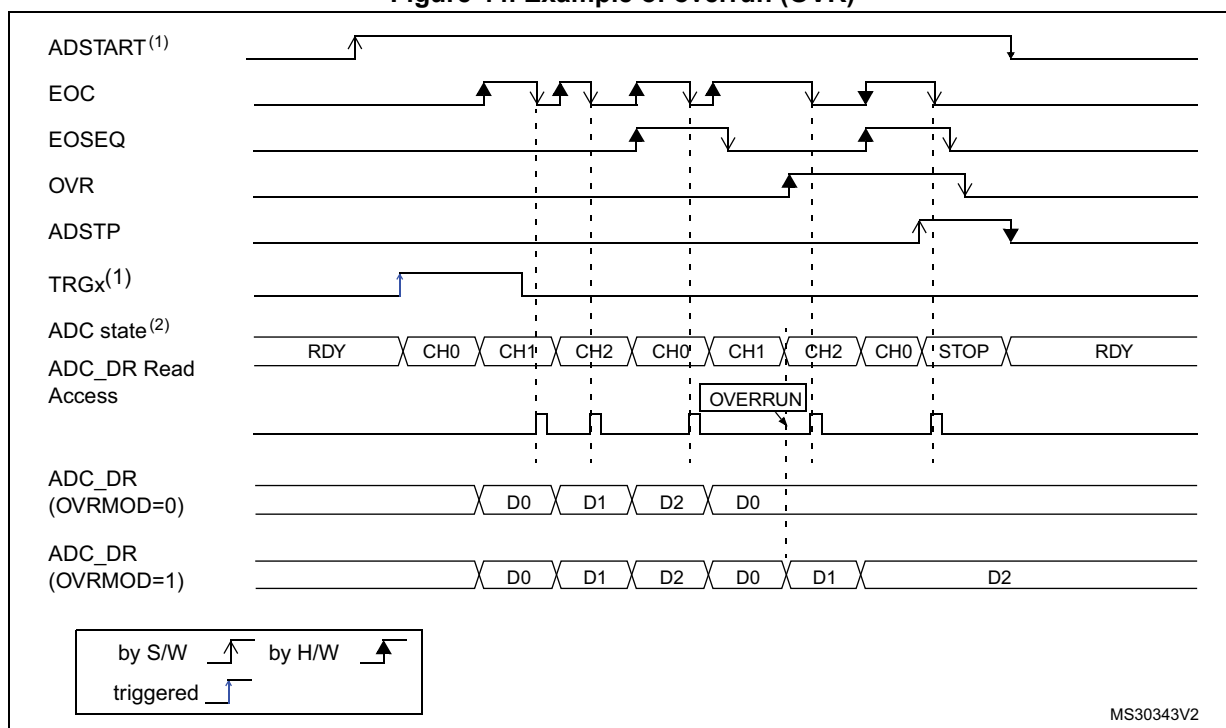 Figure 44. Example of overrun (OVR)
ADSTART(1)
EOC
EOSEQ
OVR
ADSTP
TRGx(1)
ADC state(2)
RDY CH0 CH1 CH2 CH0 CH1 CH2 CH0 STOP RDY
ADC_DR Read
Access
OVERRUN
ADC_DR
(OVRMOD=0)
D0 D1 D2 D0
ADC_DR
(OVRMOD=1)
D0 D1 D2 D0 D1 D2
by S/W by H/W
triggered
MS30343V2